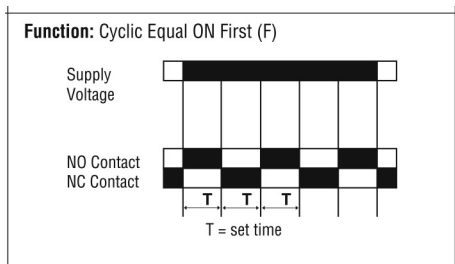 Function: Cyclic Equal ON First (F)
Supply
Voltage
NO Contact
NC Contact
T T T
T = set time